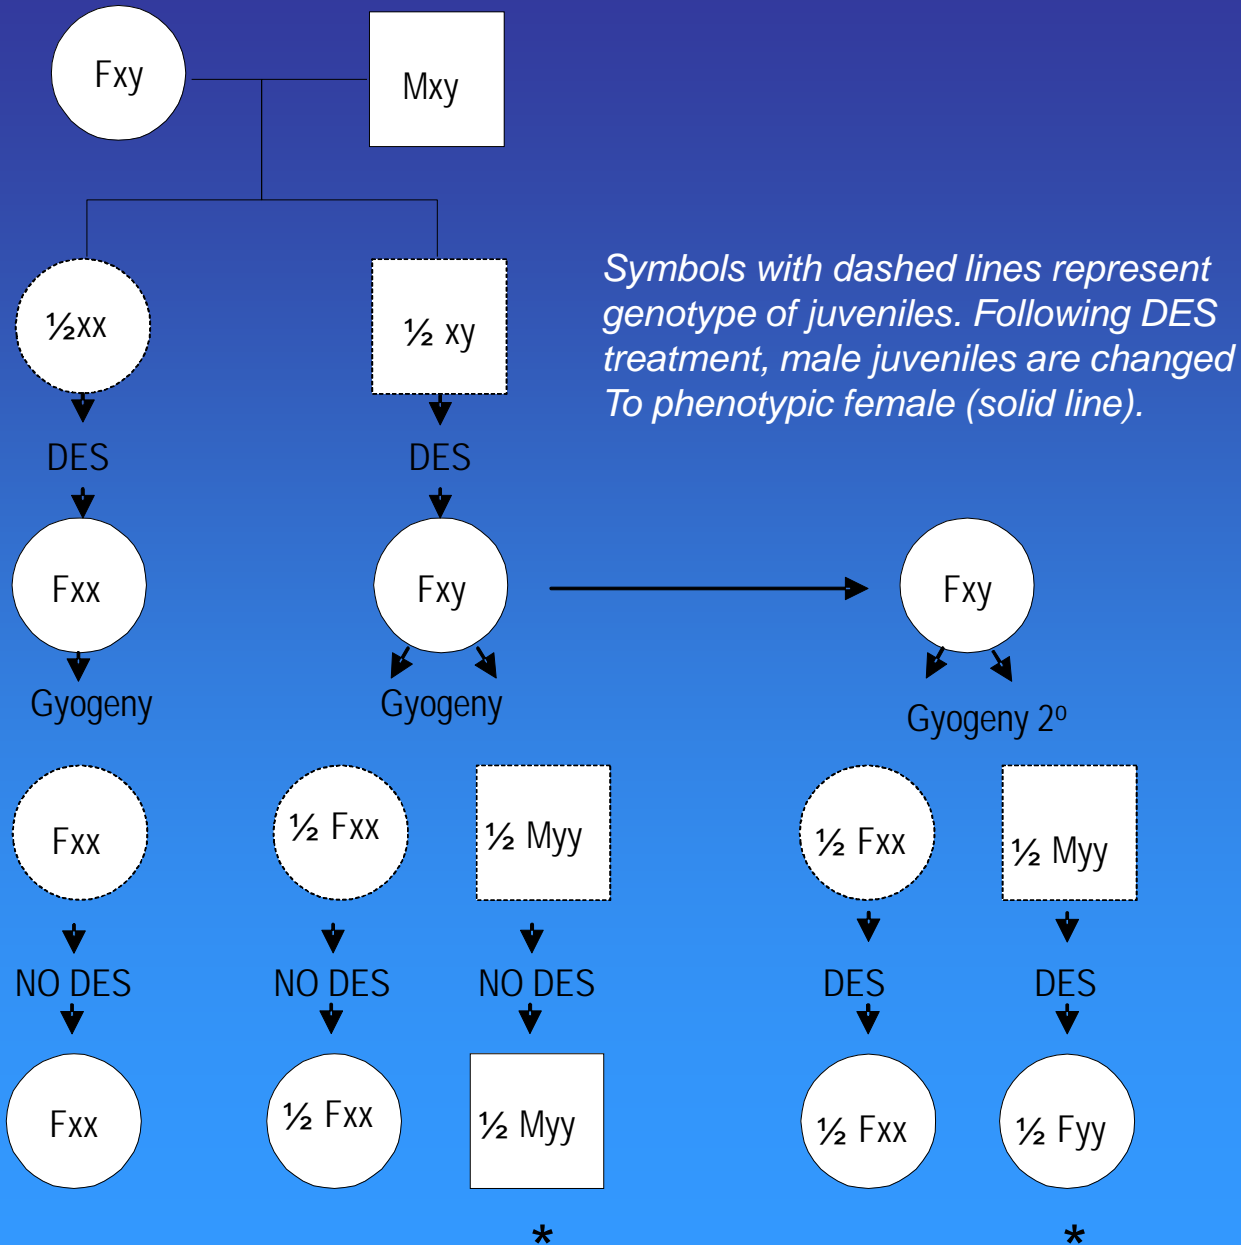 Fxy
Mxy
½xx
½ xy
Symbols with dashed lines represent
genotype of juveniles. Following DES
treatment, male juveniles are changed
To phenotypic female (solid line).
DES
DES
Fxx
Fxy
Fxy
Gyogeny
Gyogeny
Gyogeny 2º
Fxx
½ Fxx
½ Myy
½ Fxx
½ Myy
NO DES
NO DES
NO DES
DES
DES
Fxx
½ Fxx
½ Myy
½ Fxx
½ Fyy
*
*